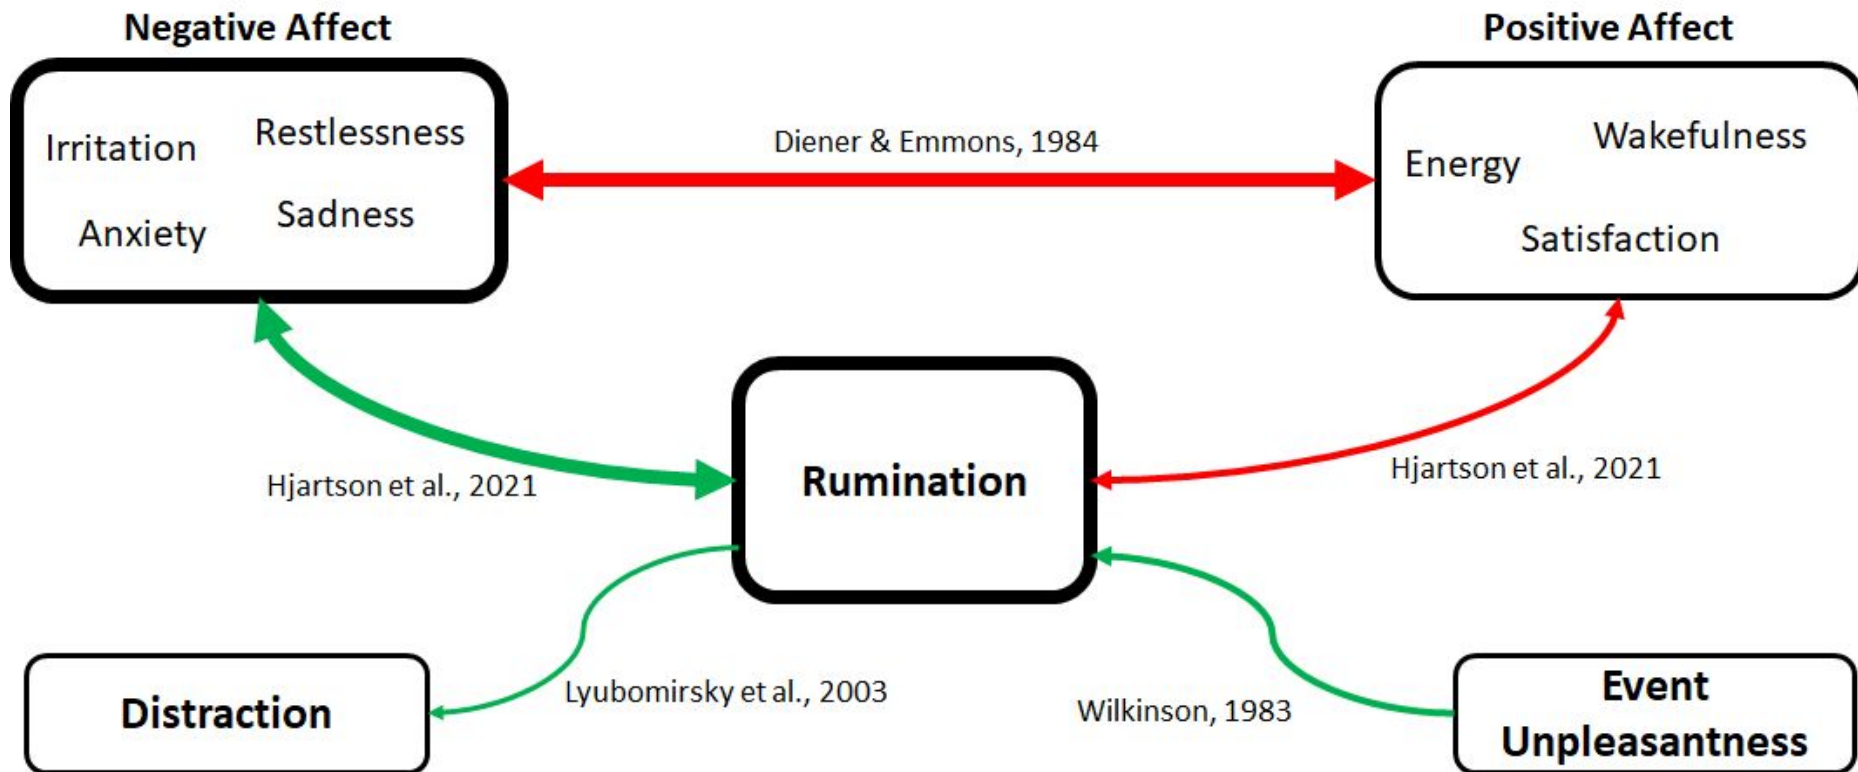 Negative Affect
Positive Affect
Irritation
Restlessness
Anxiety
Sadness
Diener & Emmons, 1984
Energy
Wakefulness
Satisfaction
Hjartson et al., 2021
Rumination
Hjartson et al., 2021
Distraction
Lyubomirsky et al., 2003
Wilkinson, 1983
Event
Unpleasantness